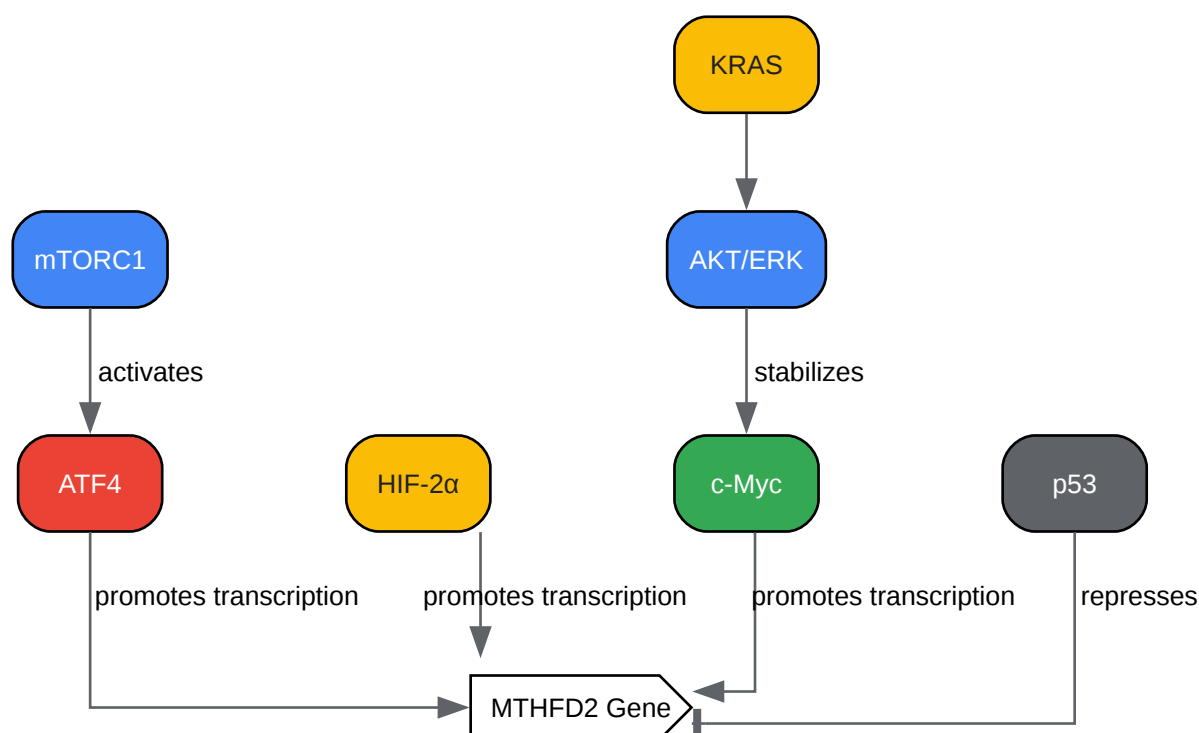 KRAS
mTORC1
AKT/ERK
activates
stabilizes
ATF4
HIF-2α
c-Myc
p53
promotes transcription
promotes transcription
promotes transcription
represses
MTHFD2 Gene